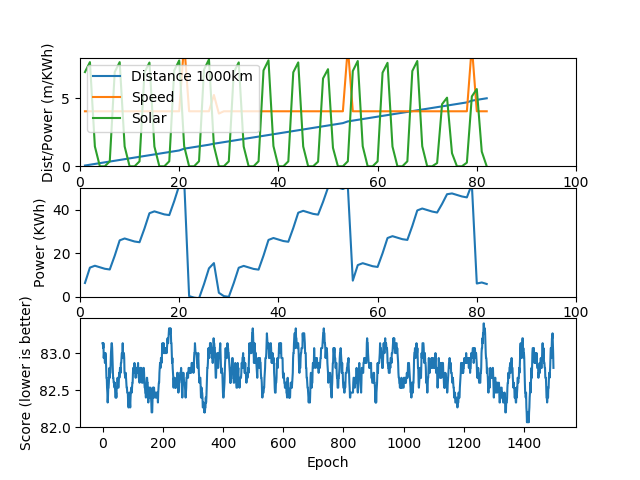 Dist/Power (m/KWh)
Distance 1000km
Speed
Solar
5
0
0 20 40 60 80 100
Power (KWh)
40
20
0
0 20 40 60 80 100
Score (lower is better)
83.0
82.5
82.0
0 200 400 600 800 1000 1200 1400
Epoch